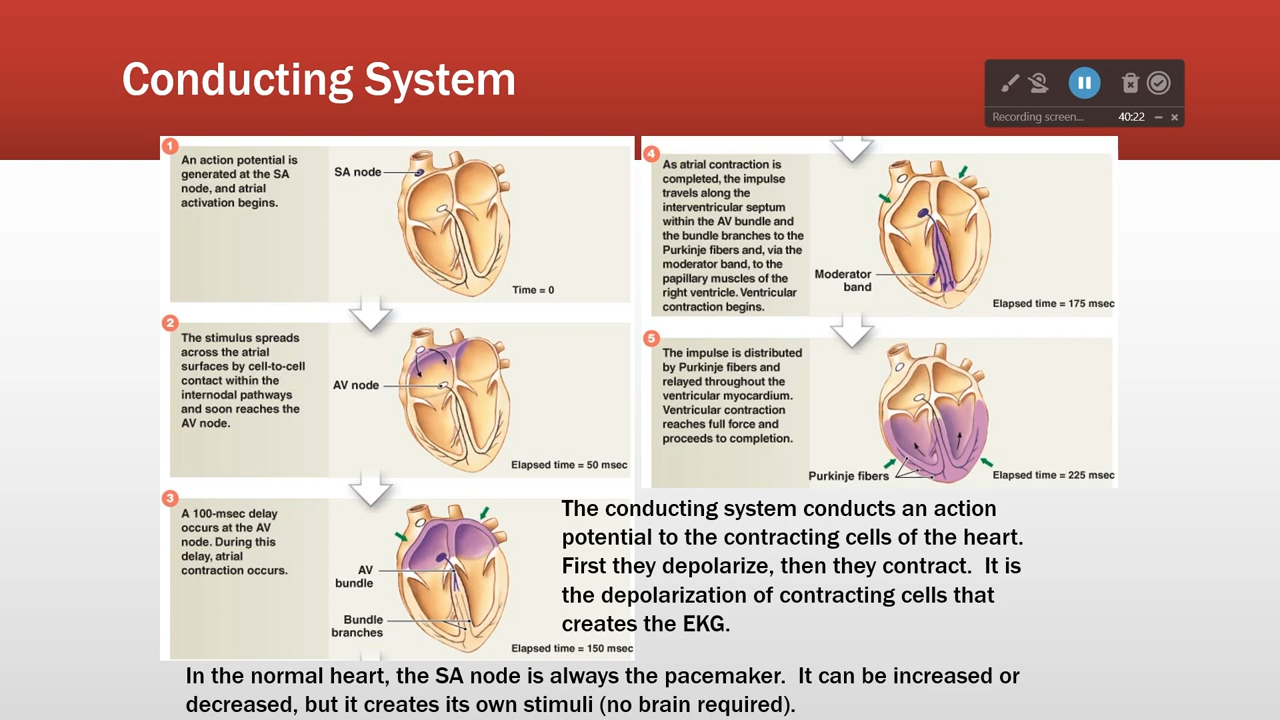 Conducting System
Recording screen...
40:22
1
An action potential is
generated at the SA
node, and atrial
activation begins.
SA node
Time = 0
2
The stimulus spreads
across the atrial
surfaces by cell-to-cell
contact within the
internodal pathways
and soon reaches the
AV node.
AV node
Elapsed time = 50 msec
3
A 100-msec delay
occurs at the AV
node. During this
delay, atrial
contraction occurs.
AV
bundle
Bundle
branches
Elapsed time = 150 msec
4
As atrial contraction is
completed, the impulse
travels along the
interventricular septum
within the AV bundle and
the bundle branches to the
Purkinje fibers and, via the
moderator band, to the
papillary muscles of the
right ventricle. Ventricular
contraction begins.
Moderator
band
Elapsed time = 175 msec
5
The impulse is distributed
by Purkinje fibers and
relayed throughout the
ventricular myocardium.
Ventricular contraction
reaches full force and
proceeds to completion.
Purkinje fibers
Elapsed time = 225 msec
The conducting system conducts an action
potential to the contracting cells of the heart.
First they depolarize, then they contract.  It is
the depolarization of contracting cells that
creates the EKG.
In the normal heart, the SA node is always the pacemaker.  It can be increased or
decreased, but it creates its own stimuli (no brain required).